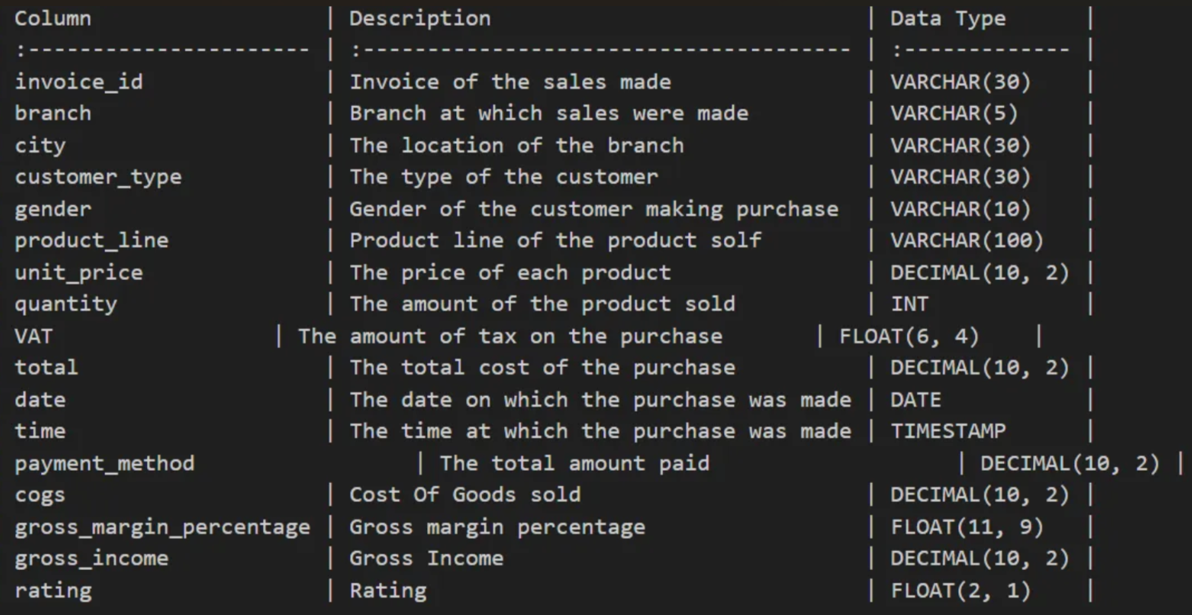 Column | Description | Data Type |
:---------------------- | :-------------------------------------- | :------------- |
invoice_id | Invoice of the sales made | VARCHAR(30) |
branch | Branch at which sales were made | VARCHAR(5) |
city | The location of the branch | VARCHAR(30) |
customer_type | The type of the customer | VARCHAR(30) |
gender | Gender of the customer making purchase | VARCHAR(10) |
product_line | Product line of the product solf | VARCHAR(100) |
unit_price | The price of each product | DECIMAL(10, 2) |
quantity | The amount of the product sold | INT |
VAT | The amount of tax on the purchase | FLOAT(6, 4) |
total | The total cost of the purchase | DECIMAL(10, 2) |
date | The date on which the purchase was made | DATE |
time | The time at which the purchase was made | TIMESTAMP |
payment_method | The total amount paid | DECIMAL(10, 2) |
cogs | Cost Of Goods sold | DECIMAL(10, 2) |
gross_margin_percentage | Gross margin percentage | FLOAT(11, 9) |
gross_income | Gross Income | DECIMAL(10, 2) |
rating | Rating | FLOAT(2, 1) |